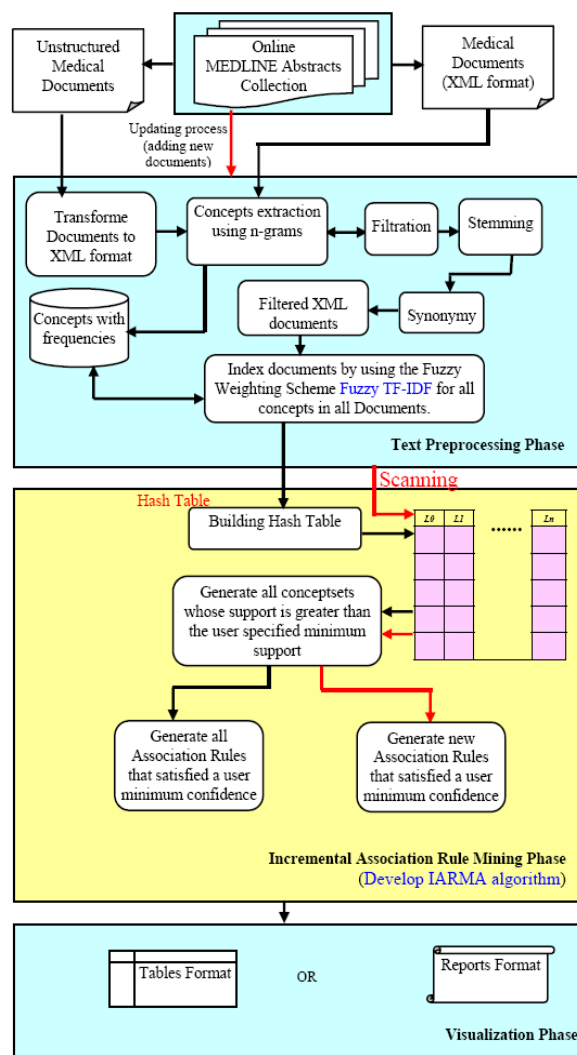 Unstructured
Medical
Documents
Online
MEDLINE Abstracts
Collection
Medical
Documents
(XML format)
Updating process
(adding new
documents)
Transforme
Documents to
XML format
Concepts extraction
using n-grams
Filtration
Stemming
Concepts with
frequencies
Filtered XML
documents
Synonymy
Index documents by using the Fuzzy
Weighting Scheme Fuzzy TF-IDF for all
concepts in all Documents.
Text Preprocessing Phase
Scanning
Hash Table
Building Hash Table
L0 L1 ...... Ln
Generate all conceptsets
whose support is greater than
the user specified minimum
support
Generate all
Association Rules
that satisfied a user
minimum confidence
Generate new
Association Rules
that satisfied a user
minimum confidence
Incremental Association Rule Mining Phase
(Develop IARMA algorithm)
Tables Format
OR
Reports Format
Visualization Phase